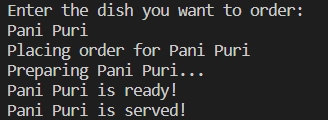 Enter the dish you want to order:
Pani Puri
Placing order for Pani Puri
Preparing Pani Puri...
Pani Puri is ready!
Pani Puri is served!